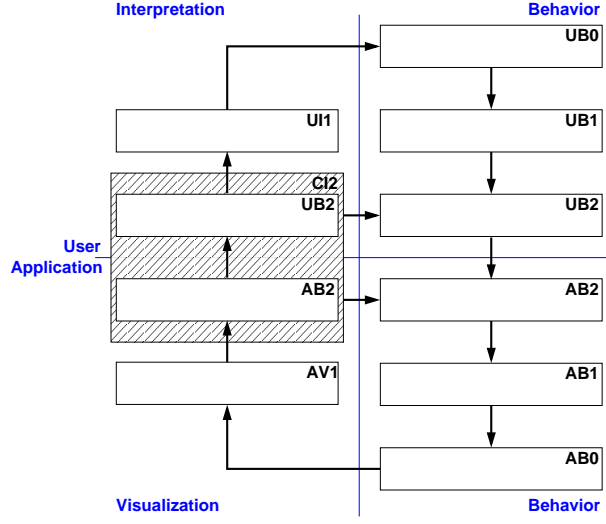 Interpretation
Behavior
UB0
UI1
UB1
CI2
UB2
UB2
User
Application
AB2
AB2
AV1
AB1
AB0
Visualization
Behavior